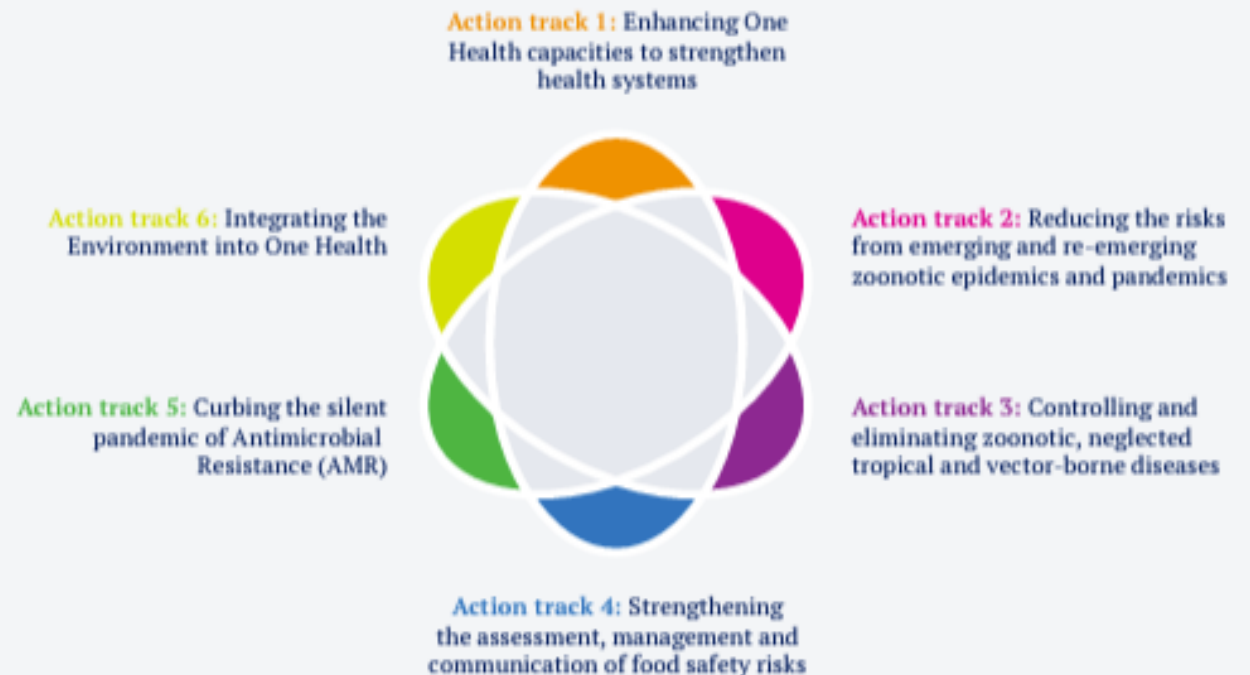 Action track 1: Enhancing One
Health capacities to strengthen
health systems
Action track 2: Reducing the risks
from emerging and re-emerging
zoonotic epidemics and pandemics
Action track 3: Controlling and
eliminating zoonotic, neglected
tropical and vector-borne diseases
Action track 4: Strengthening
the assessment, management and
communication of food safety risks
Action track 5: Curbing the silent
pandemic of Antimicrobial
Resistance (AMR)
Action track 6: Integrating the
Environment into One Health